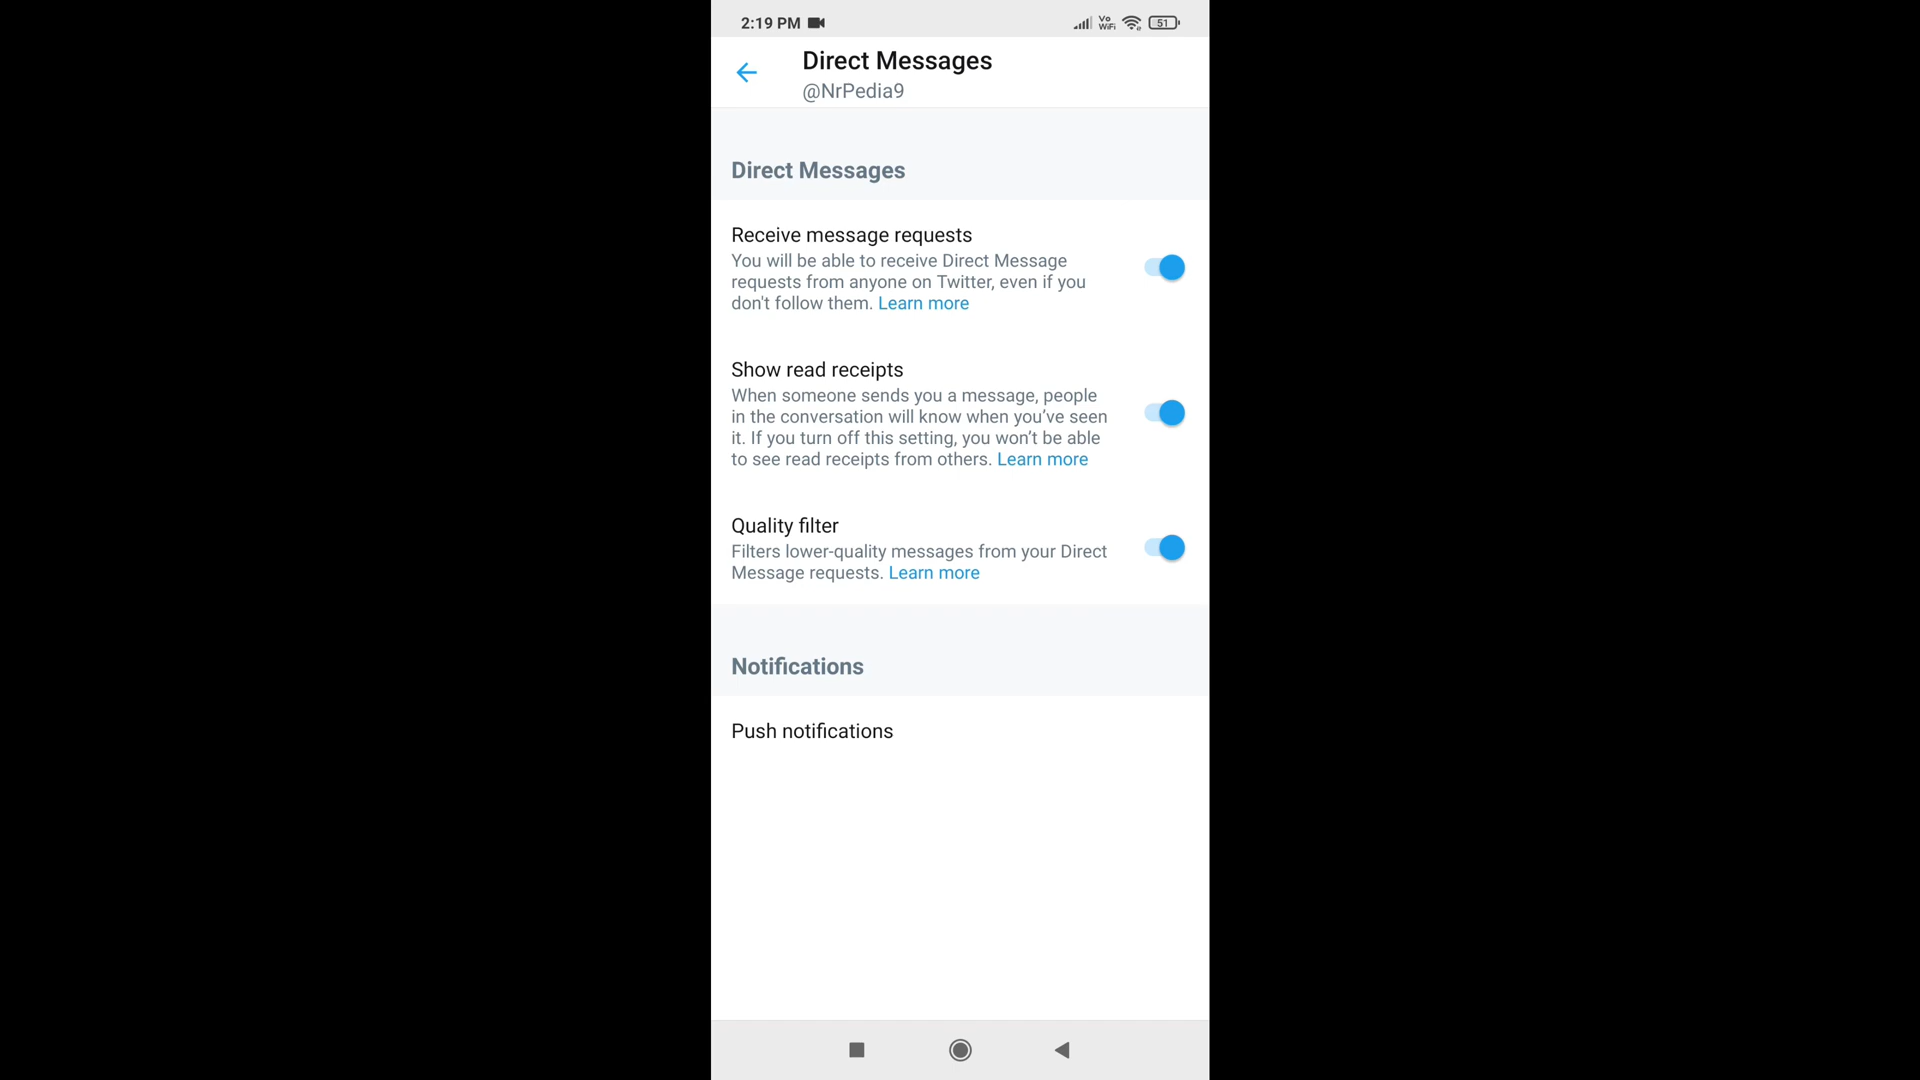 2:19 PM
Vo
WiFi
51
Direct Messages
@NrPedia9
Direct Messages
Receive message requests
You will be able to receive Direct Message
requests from anyone on Twitter, even if you
don't follow them. Learn more
Show read receipts
When someone sends you a message, people
in the conversation will know when you’ve seen
it. If you turn off this setting, you won’t be able
to see read receipts from others. Learn more
Quality filter
Filters lower-quality messages from your Direct
Message requests. Learn more
Notifications
Push notifications